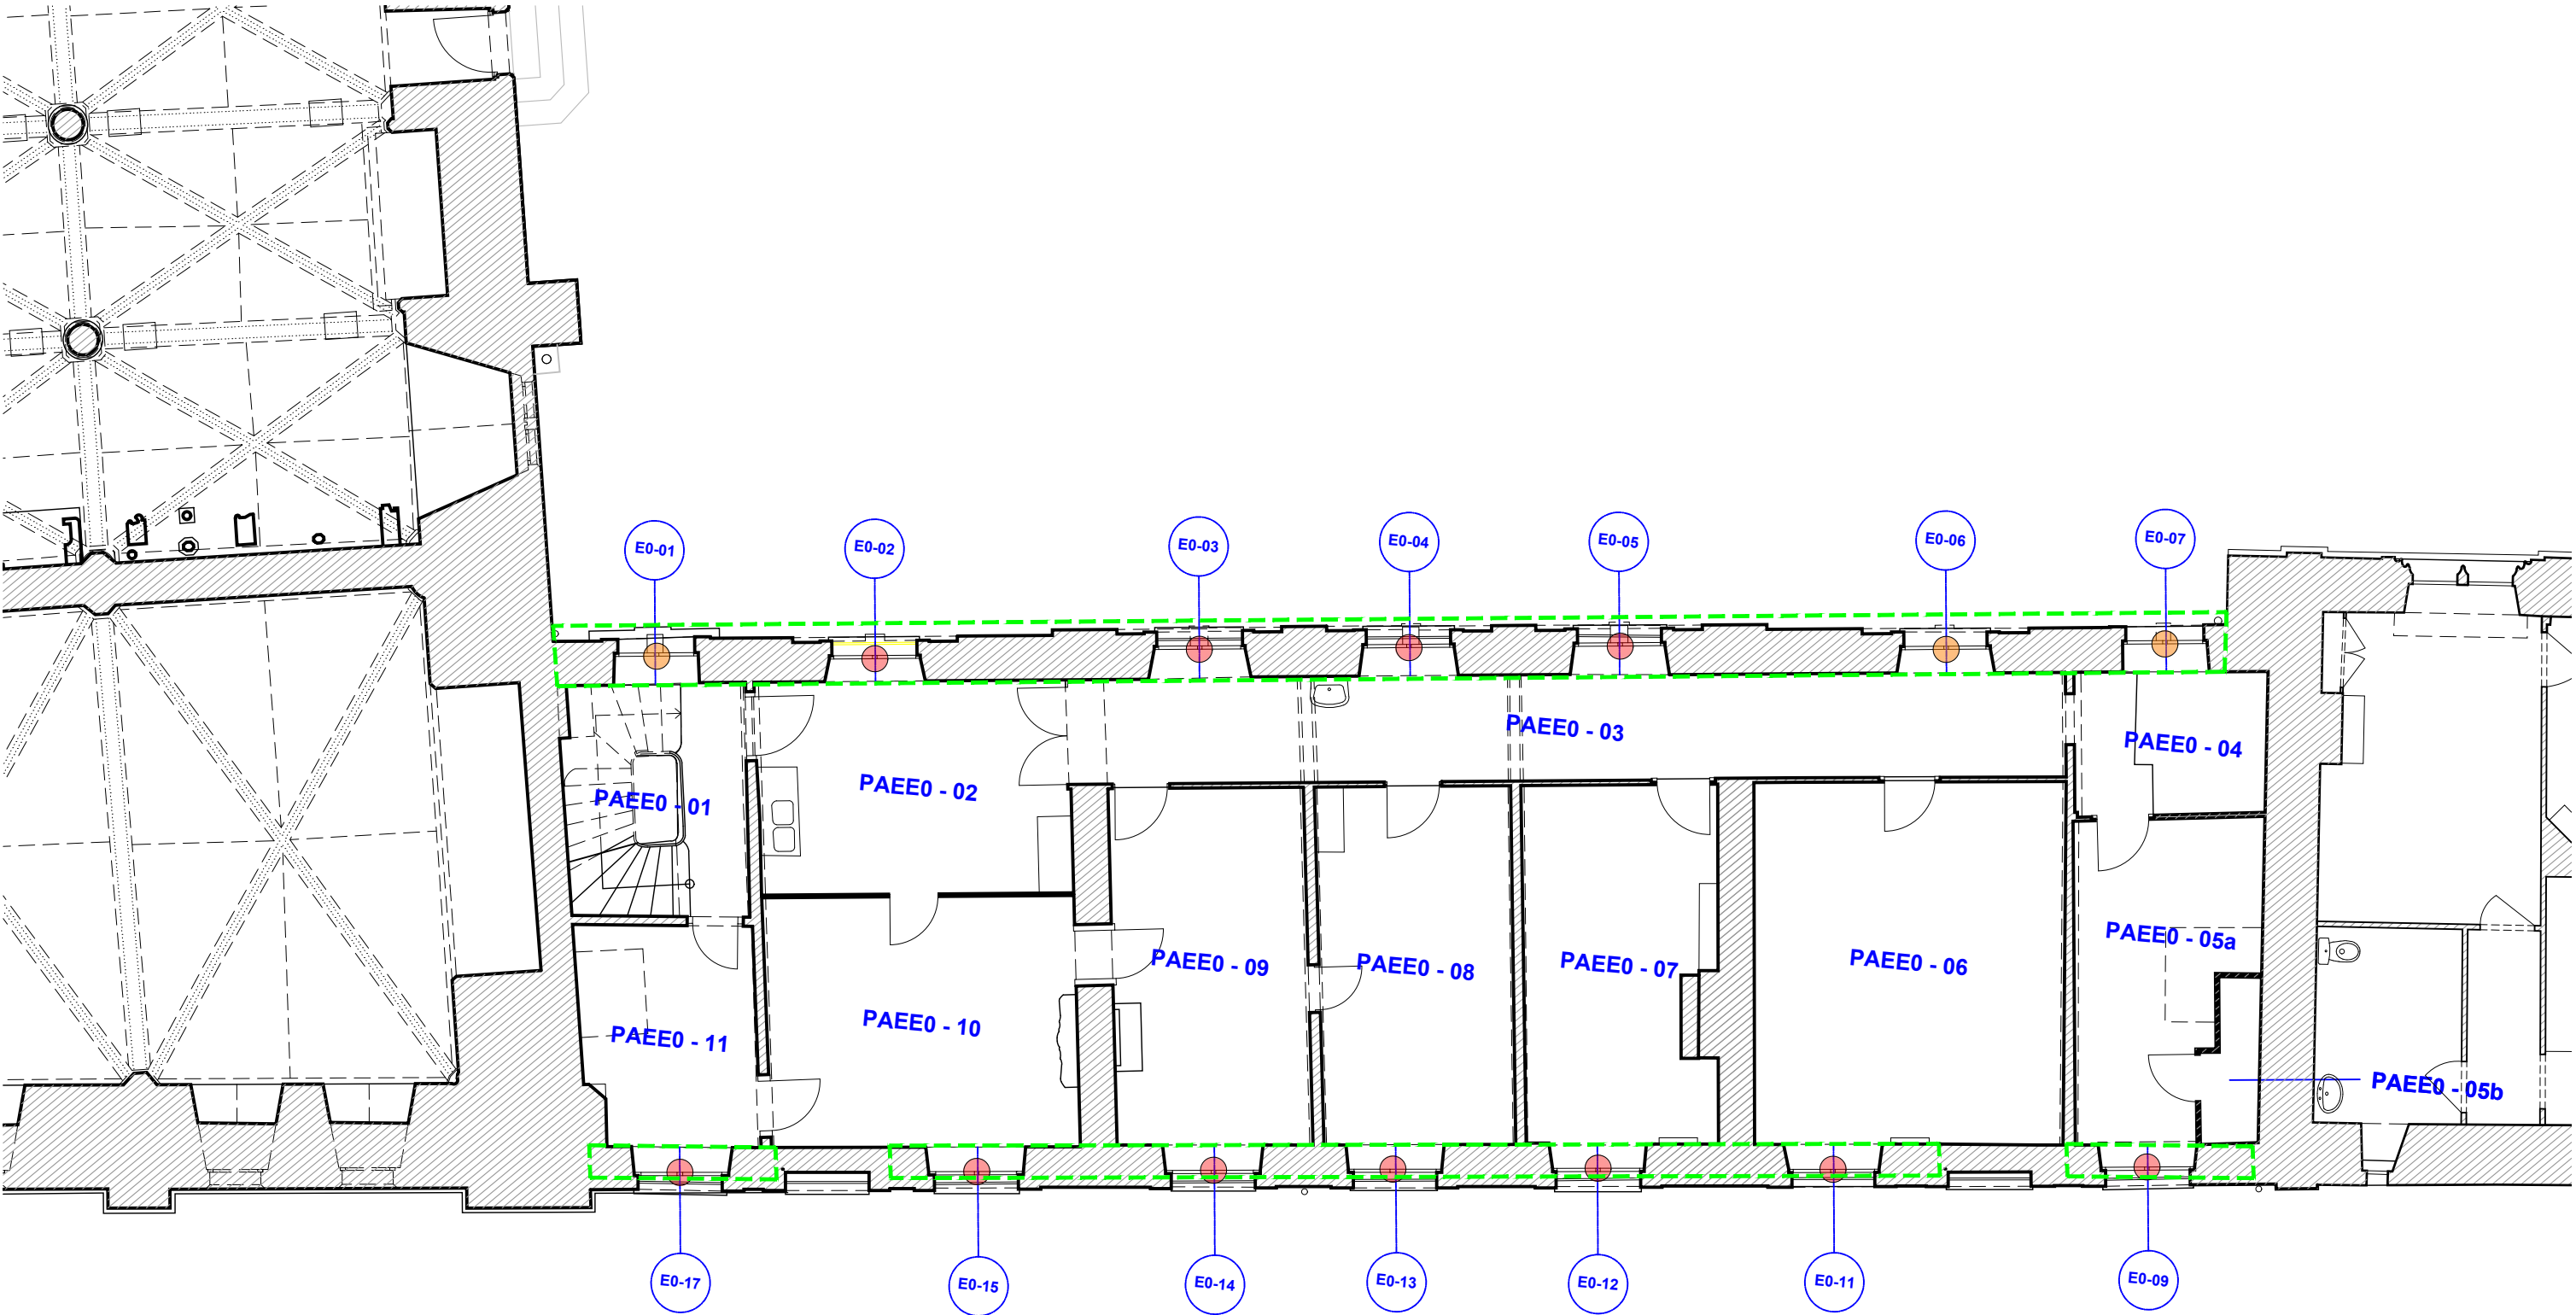 E0-01
E0-02
E0-03
E0-04
E0-05
E0-06
E0-07
PAEE0 - 03
PAEE0 - 04
PAEE0 - 01
PAEE0 - 02
PAEE0 - 05a
PAEE0 - 09
PAEE0 - 08
PAEE0 - 07
PAEE0 - 06
PAEE0 - 11
PAEE0 - 10
PAEE0 - 05b
E0-17
E0-15
E0-14
E0-13
E0-12
E0-11
E0-09